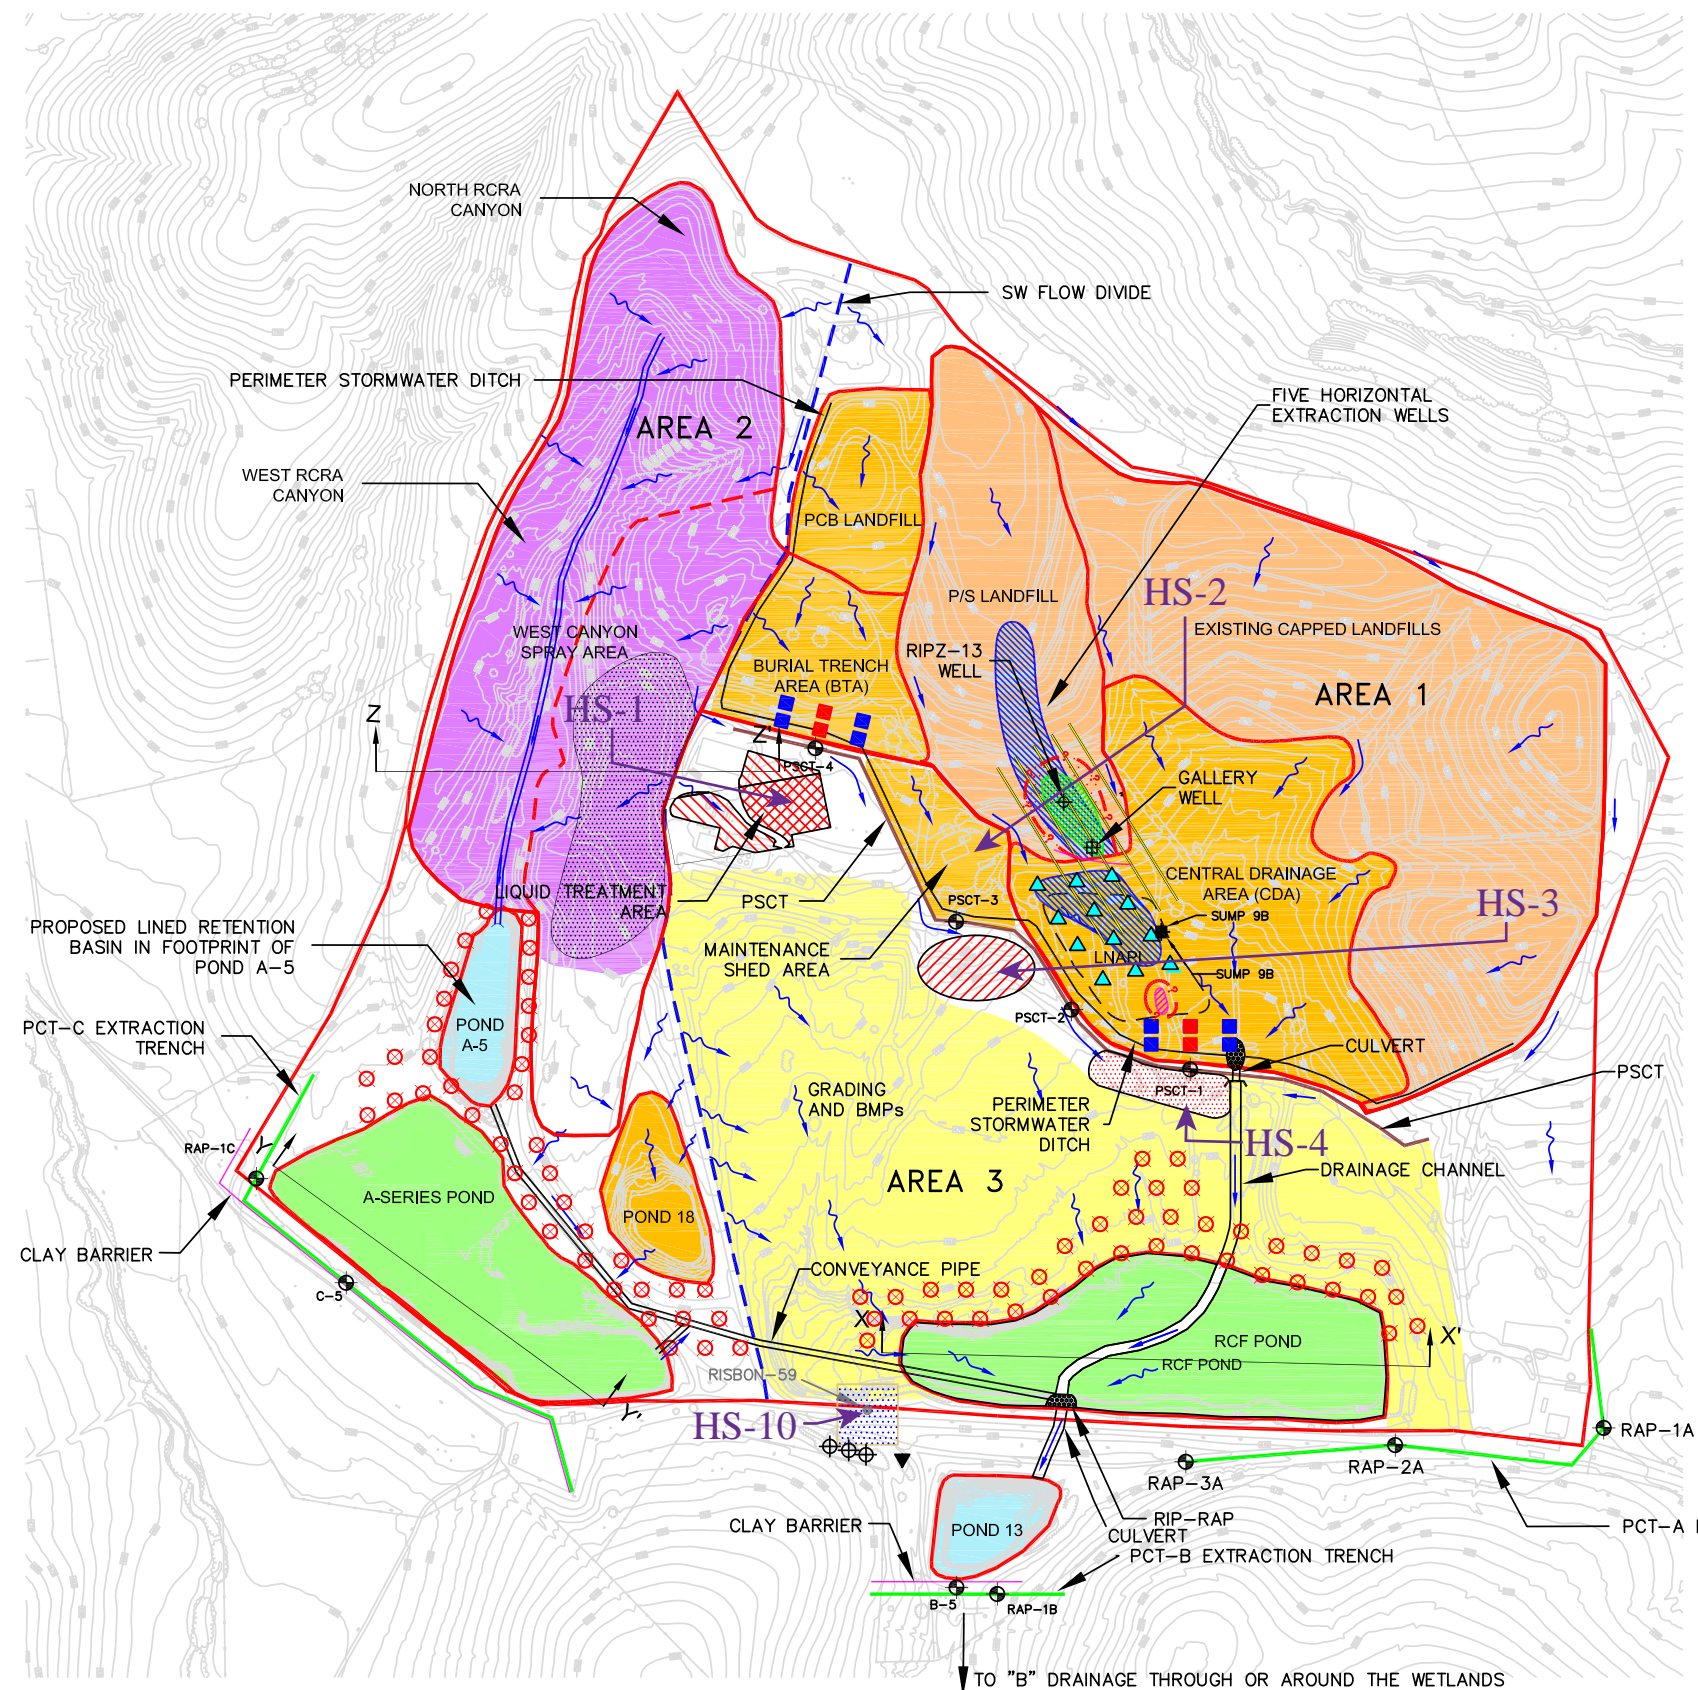 NORTH RCRA
CANYON
SW FLOW DIVIDE
PERIMETER STORMWATER DITCH
FIVE HORIZONTAL
EXTRACTION WELLS
AREA 2
WEST RCRA
CANYON
PCB LANDFILL
P/S LANDFILL
HS-2
EXISTING CAPPED LANDFILLS
WEST CANYON
SPRAY AREA
RIPZ-13
WELL
BURIAL TRENCH
AREA (BTA)
AREA 1
HS-1
Z
Z'
PSCT-4
GALLERY
WELL
LIQUID TREATMENT
AREA
PSCT
PSCT-3
CENTRAL DRAINAGE
AREA (CDA)
SUMP 9B
HS-3
PROPOSED LINED RETENTION
BASIN IN FOOTPRINT OF
POND A-5
MAINTENANCE
SHED AREA
LNAPL
SUMP 9B
PSCT-2
PCT-C EXTRACTION
TRENCH
POND
A-5
CULVERT
PSCT
GRADING
AND BMPs
PERIMETER
STORMWATER
DITCH
PSCT-1
HS-4
RAP-1C
Y
DRAINAGE CHANNEL
AREA 3
A-SERIES POND
POND 18
CLAY BARRIER
C-5
CONVEYANCE PIPE
X
X'
RCF POND
RCF POND
RISBON-59
Y'
HS-10
RAP-1A
RAP-2A
RAP-3A
CLAY BARRIER
POND 13
RIP-RAP
CULVERT
PCT-A
PCT-B EXTRACTION TRENCH
B-5
RAP-1B
TO "B" DRAINAGE THROUGH OR AROUND THE WETLANDS